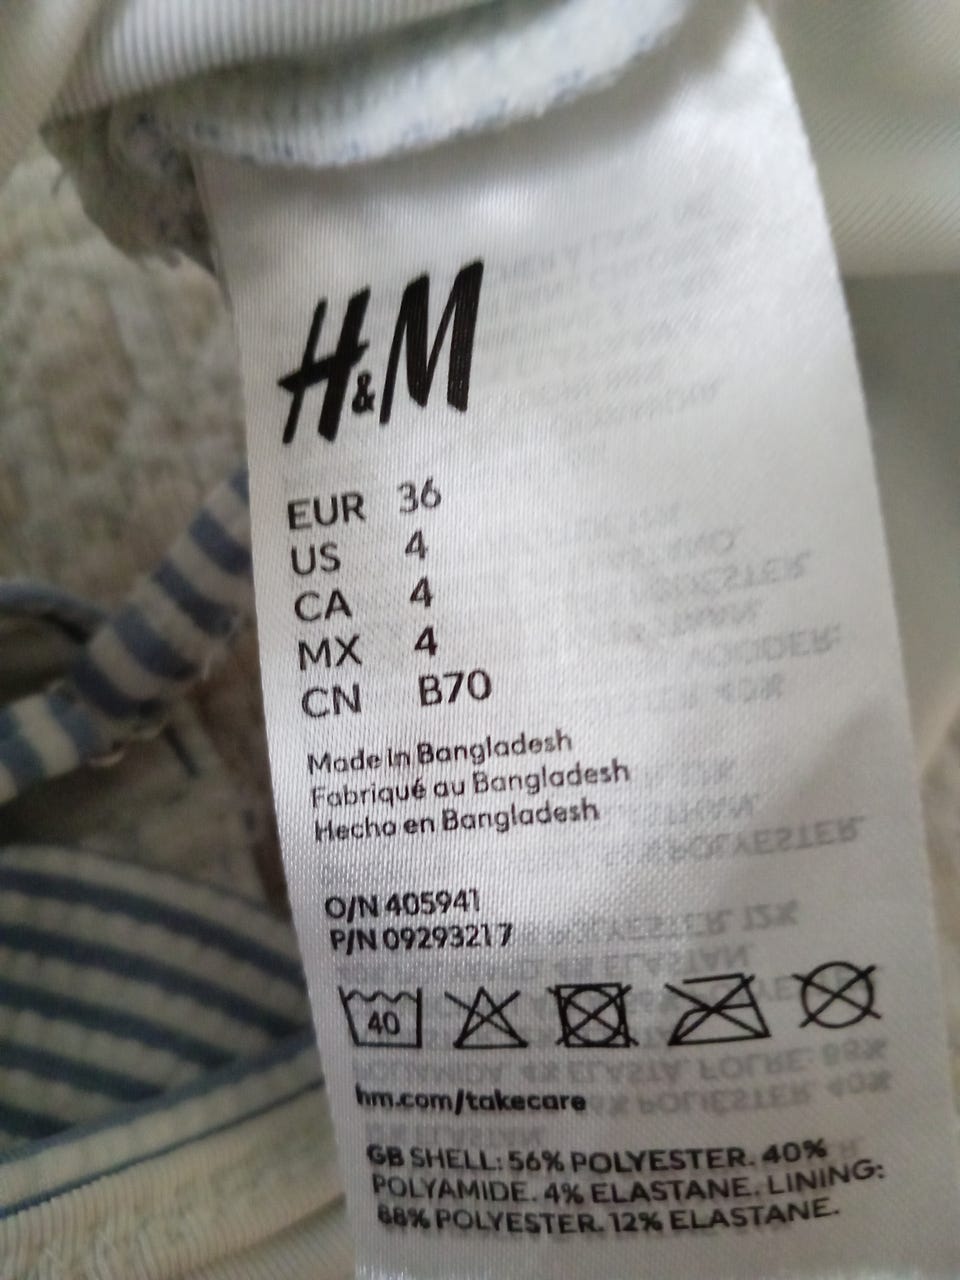 H&M
EUR 36
US 4
CA 4
MX 4
CN B70
Made in Bangladesh
Fabriqué au Bangladesh
Hecho en Bangladesh
O/N 405941
P/N 09293217
40
hm.com/takecare
GB SHELL: 56% POLYESTER. 40%
POLYAMIDE. 4% ELASTANE. LINING:
88% POLYESTER. 12% ELASTANE.